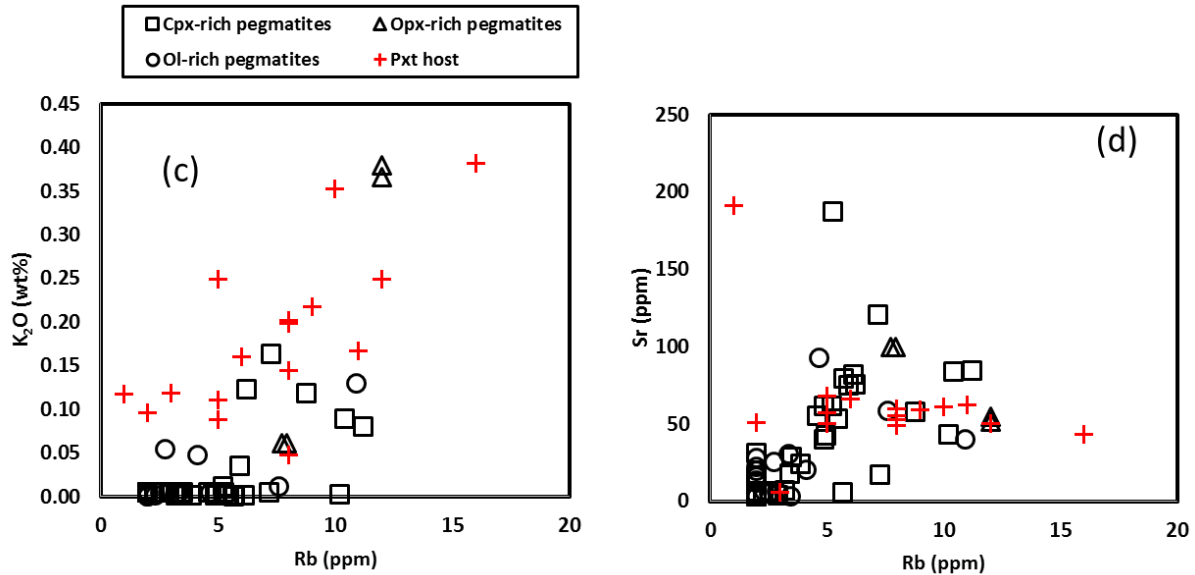 Cpx-rich pegmatites Opx-rich pegmatites
Ol-rich pegmatites Pxt host
(c)
K2O (wt%)
0.45
0.40
0.35
0.30
0.25
0.20
0.15
0.10
0.05
0.00
0 5 10 15 20
Rb (ppm)
(d)
Sr (ppm)
250
200
150
100
50
0
0 5 10 15 20
Rb (ppm)